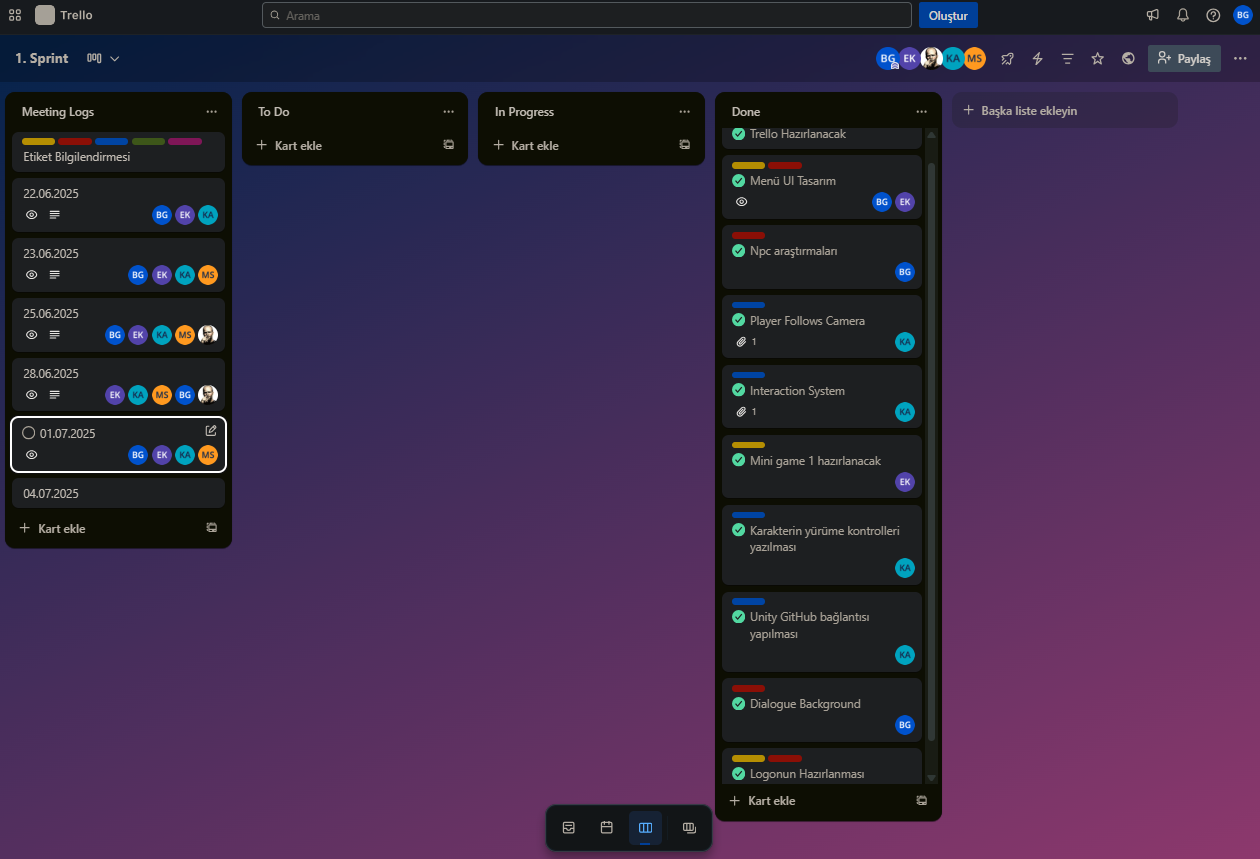 Trello
Arama
Oluştur
BG
1. Sprint
BG EK KA MS
Paylaş
Meeting Logs
Etiket Bilgilendirmesi
22.06.2025
BG EK KA
23.06.2025
BG EK KA MS
25.06.2025
BG EK KA MS
28.06.2025
EK KA MS BG
01.07.2025
BG EK KA MS
04.07.2025
Kart ekle
To Do
Kart ekle
In Progress
Kart ekle
Done
Trello Hazırlanacak
Menü UI Tasarım
BG EK
Npc araştırmaları
BG
Player Follows Camera
1
KA
Interaction System
1
KA
Mini game 1 hazırlanacak
EK
Karakterin yürüme kontrolleri
yazılması
KA
Unity GitHub bağlantısı
yapılması
KA
Dialogue Background
BG
Logonun Hazırlanması
Kart ekle
Başka liste ekleyin